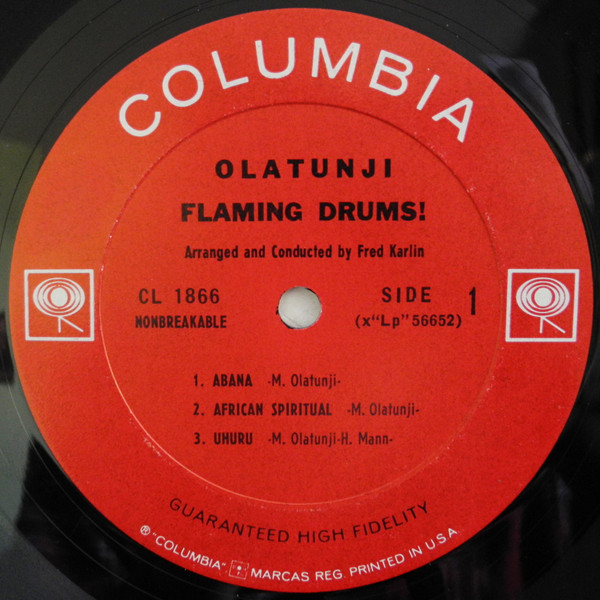 COLUMBIA
OLATUNJI
FLAMING DRUMS!
Arranged and Conducted by Fred Karlin
CL 1866
NONBREAKABLE
SIDE 1
(x"Lp" 56652)
1. ABANA -M. Olatunji-
2. AFRICAN SPIRITUAL -M. Olatunji-
3. UHURU -M. Olatunji-H. Mann-
GUARANTEED HIGH FIDELITY
® "COLUMBIA" MARCAS REG. PRINTED IN U.S.A.